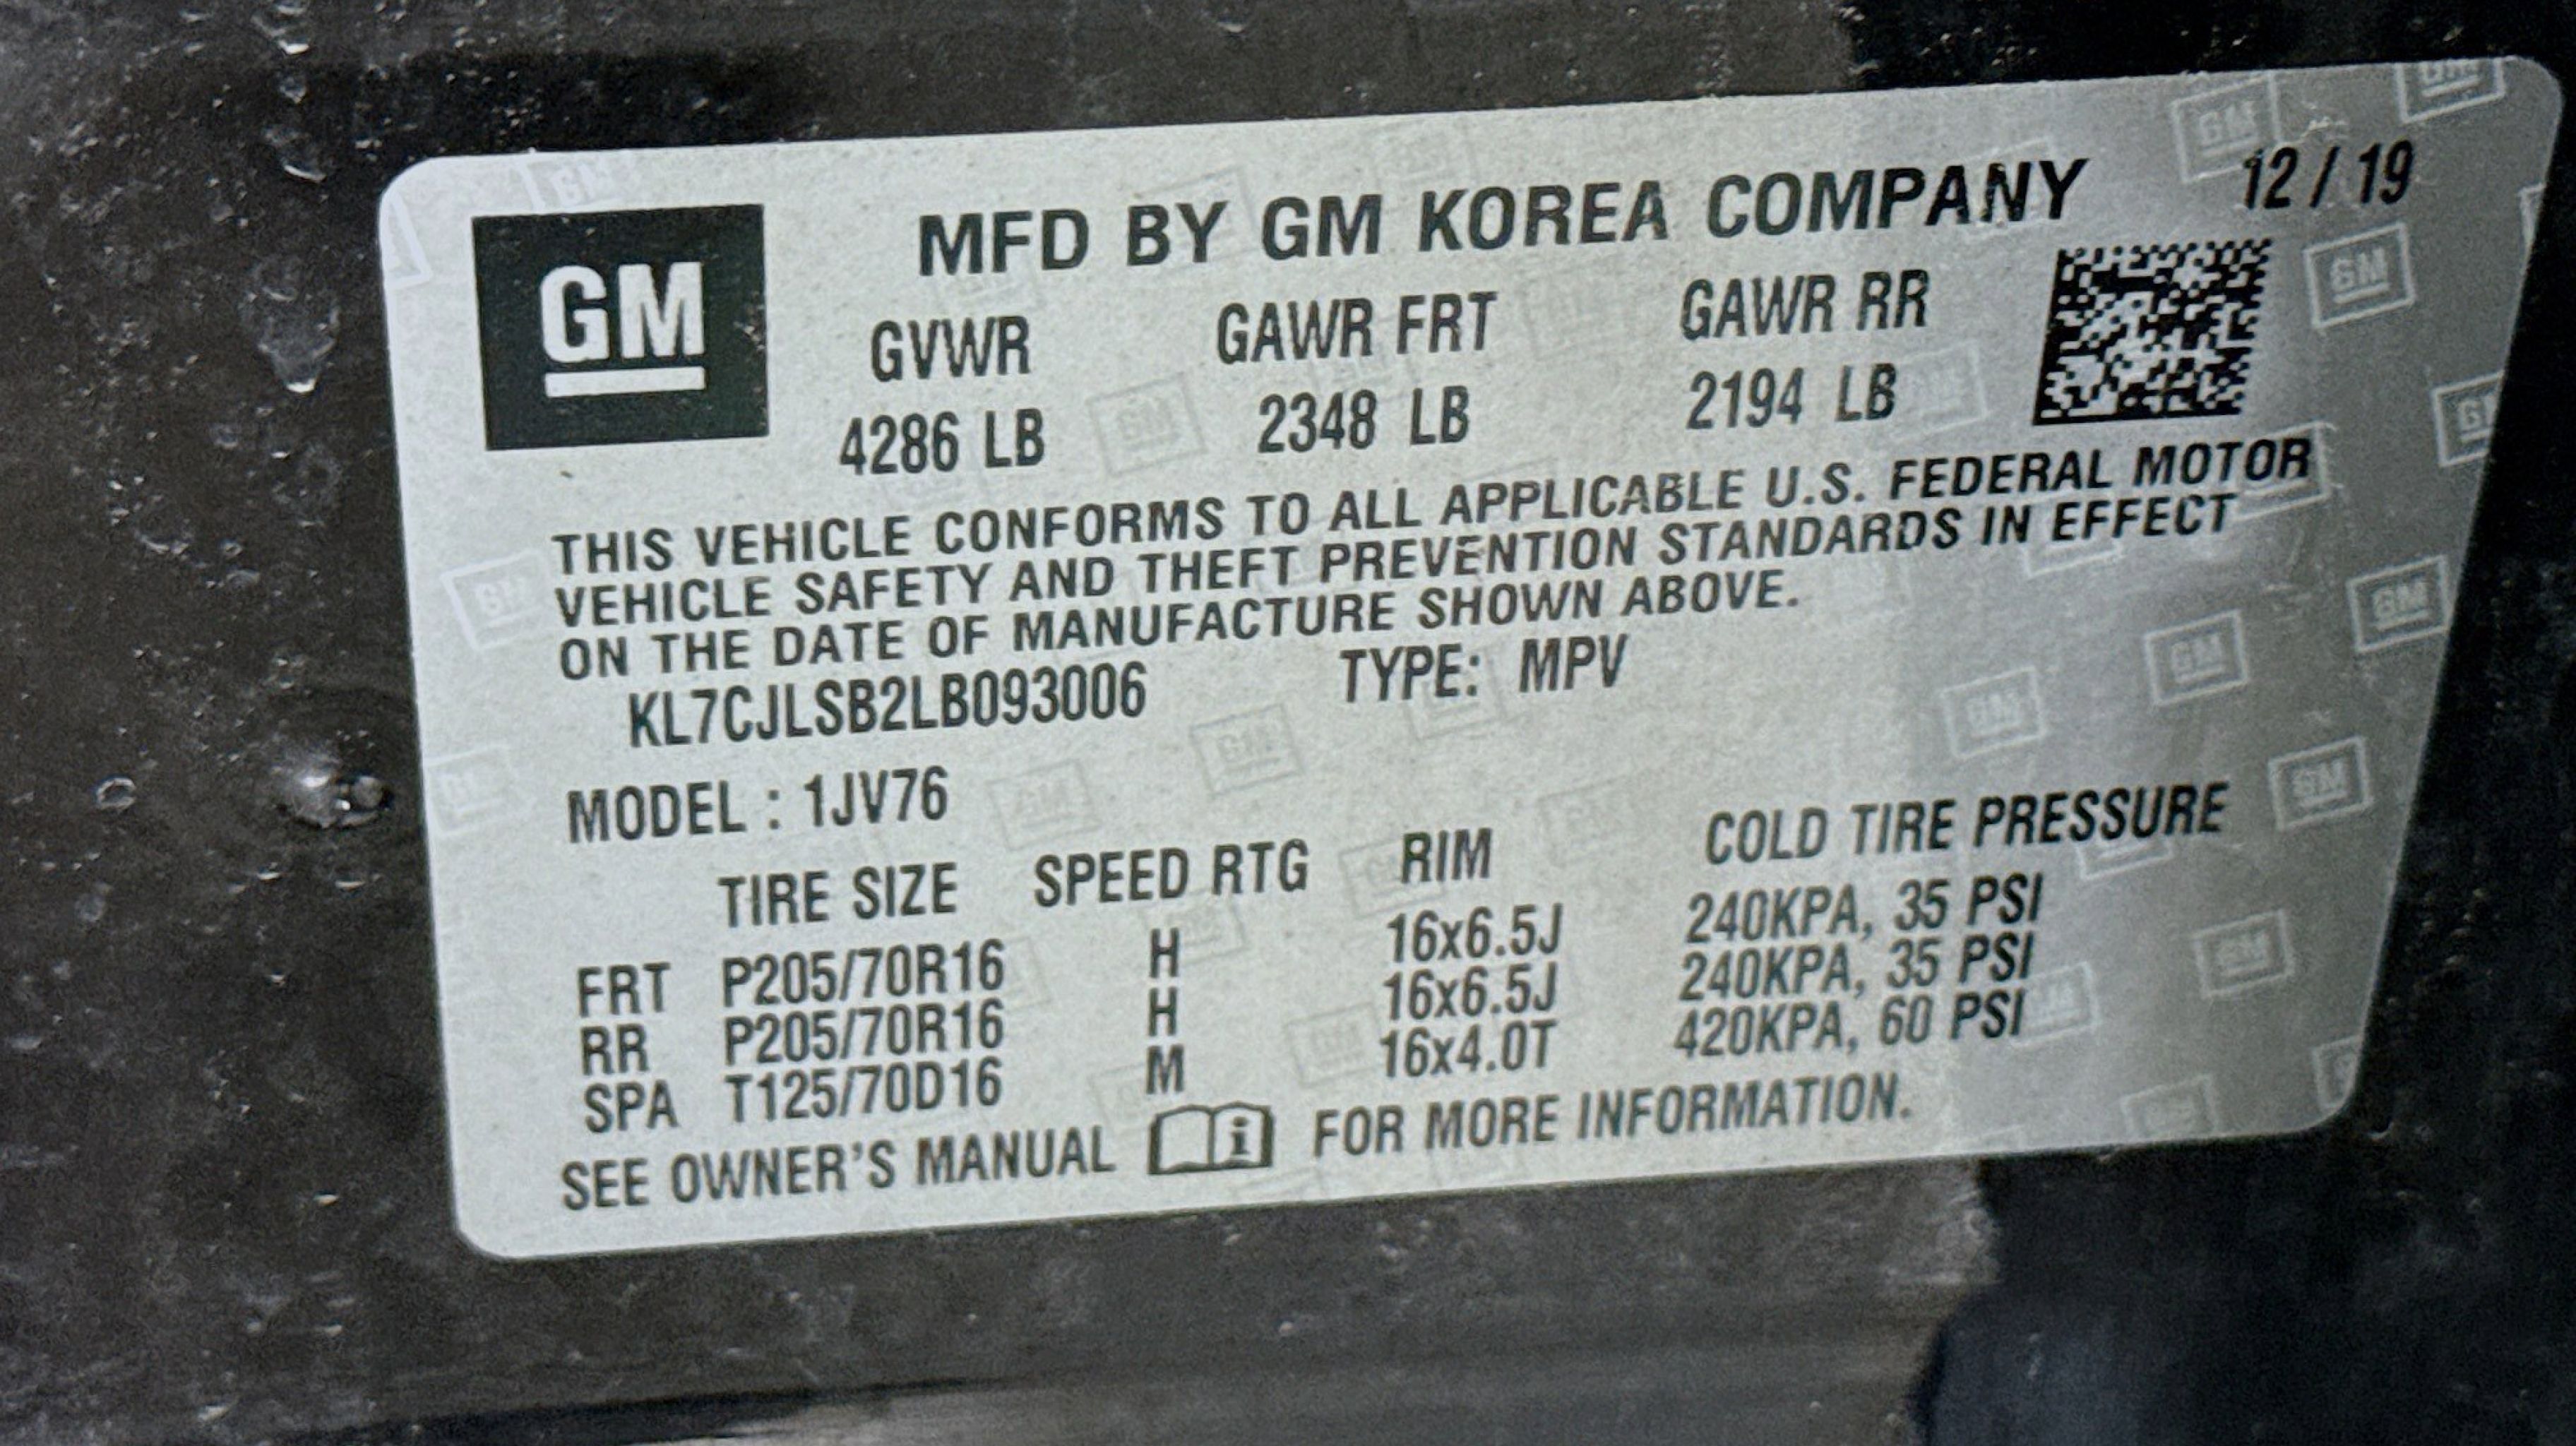 GM
MFD BY GM KOREA COMPANY 12 / 19
GVWR GAWR FRT GAWR RR
4286 LB 2348 LB 2194 LB
THIS VEHICLE CONFORMS TO ALL APPLICABLE U.S. FEDERAL MOTOR
VEHICLE SAFETY AND THEFT PREVENTION STANDARDS IN EFFECT
ON THE DATE OF MANUFACTURE SHOWN ABOVE.
KL7CJLSB2LB093006 TYPE: MPV
MODEL : 1JV76
TIRE SIZE SPEED RTG RIM COLD TIRE PRESSURE
FRT P205/70R16 H 16x6.5J 240KPA, 35 PSI
RR P205/70R16 H 16x6.5J 240KPA, 35 PSI
SPA T125/70D16 M 16x4.0T 420KPA, 60 PSI
SEE OWNER'S MANUAL i FOR MORE INFORMATION.